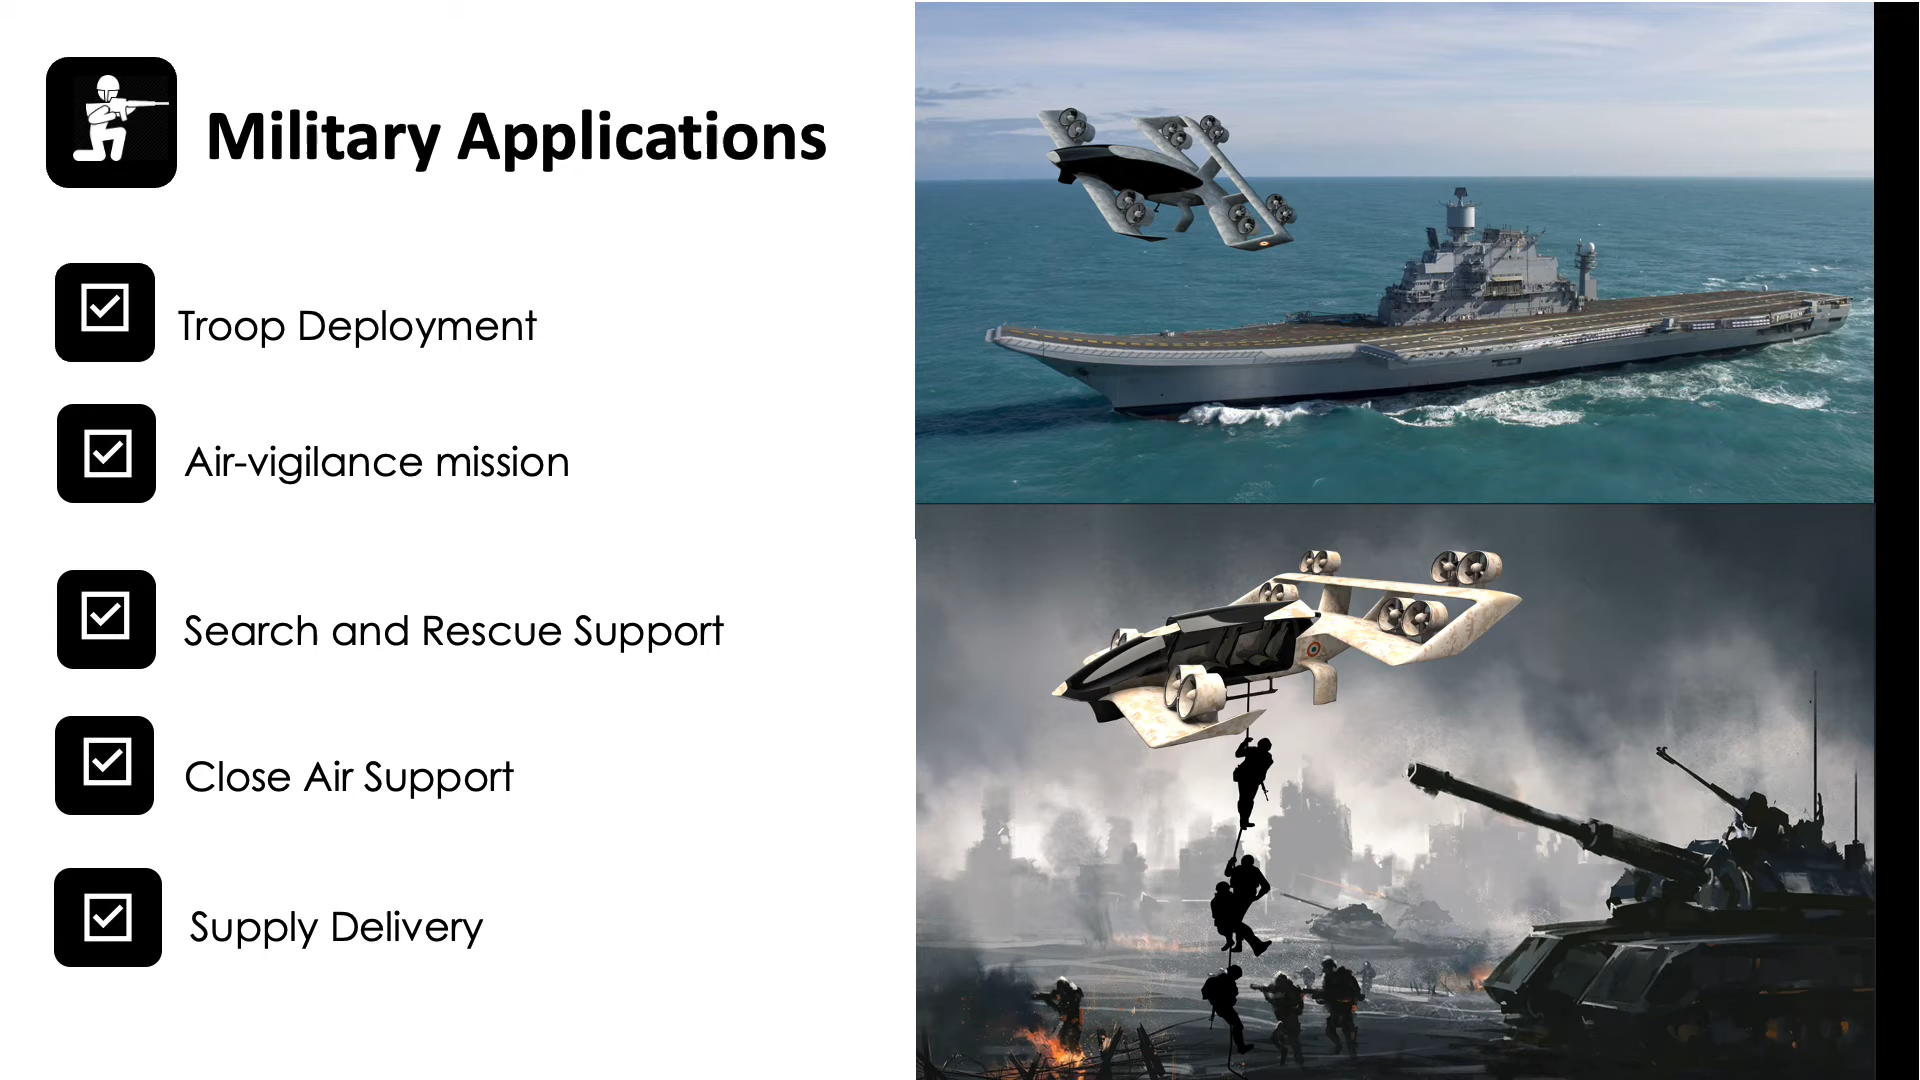 Military Applications
Troop Deployment
Air-vigilance mission
Search and Rescue Support
Close Air Support
Supply Delivery